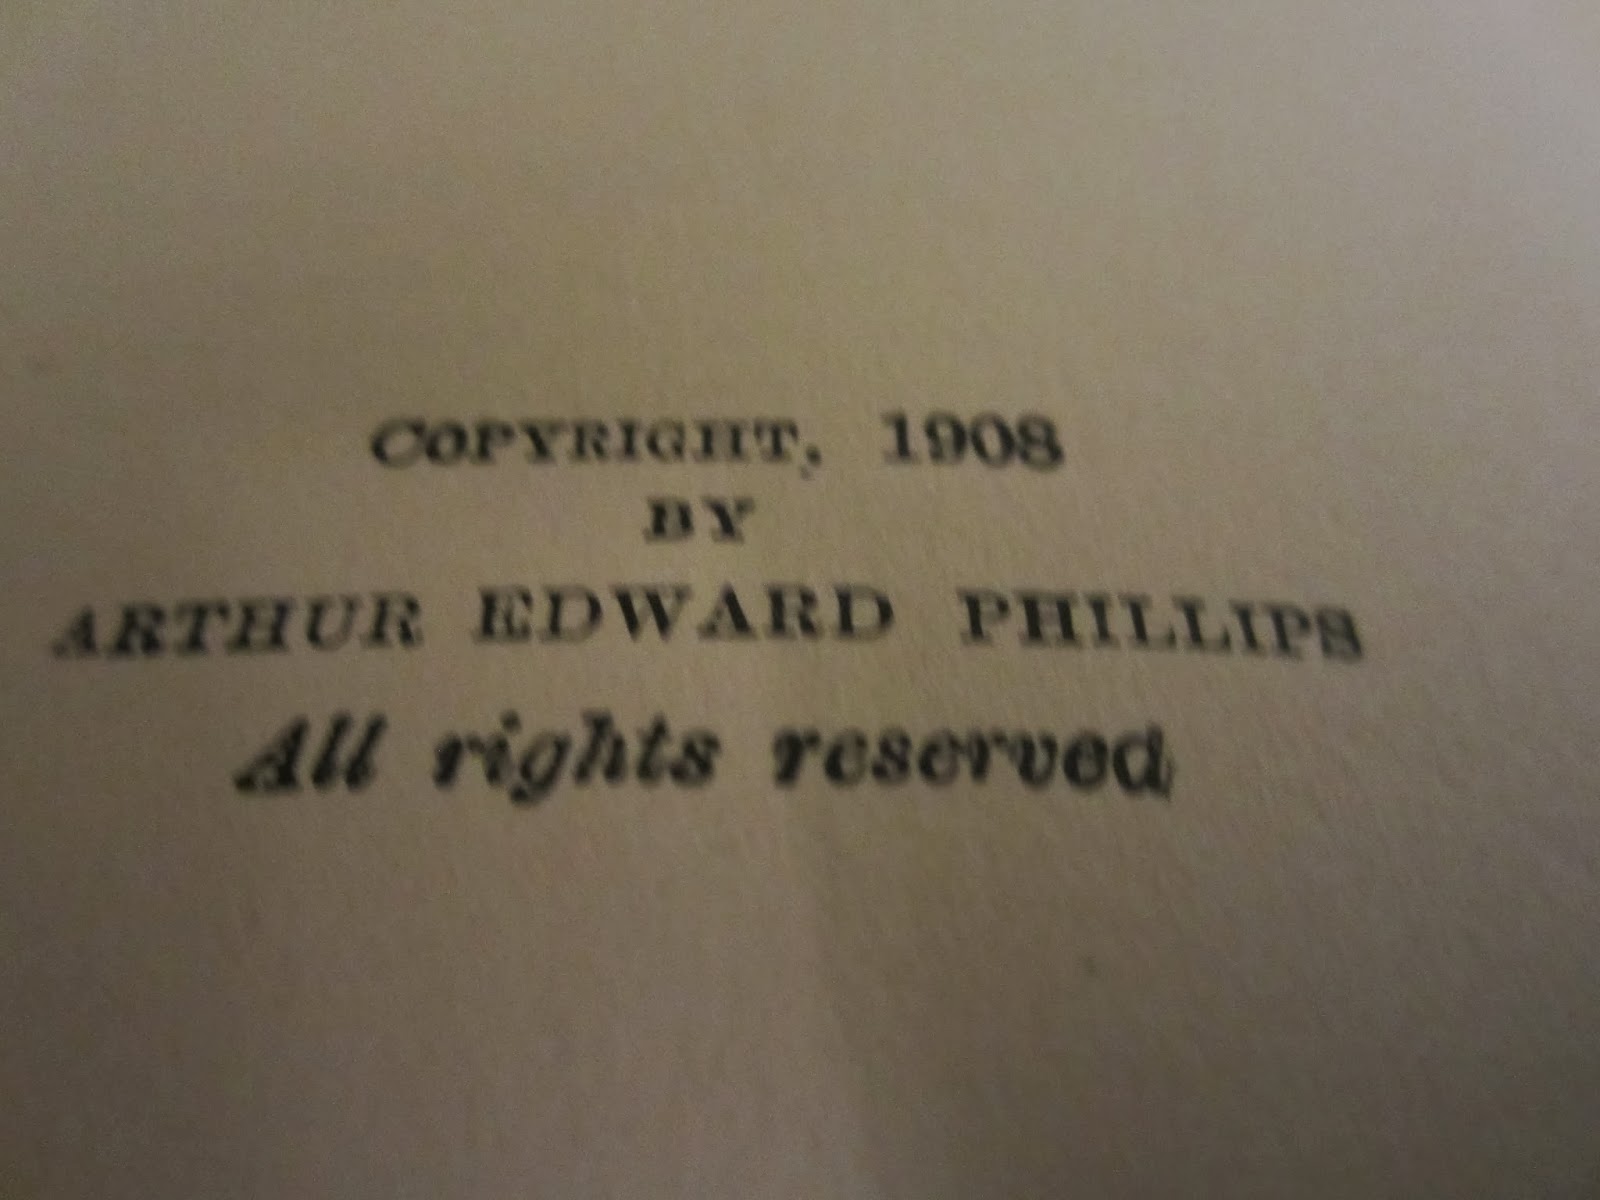 COPYRIGHT, 1908
BY
ARTHUR EDWARD PHILLIPS
All rights reserved